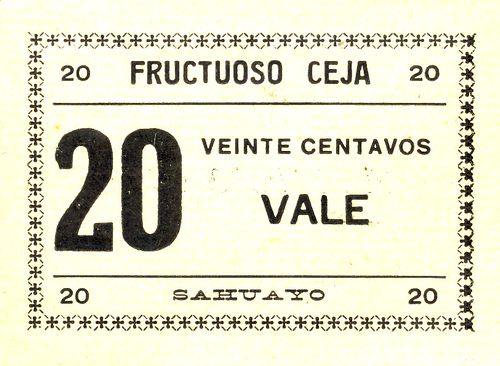 20 FRUCTUOSO CEJA 20
20 VEINTE CENTAVOS
VALE
20 SAHUAYO 20